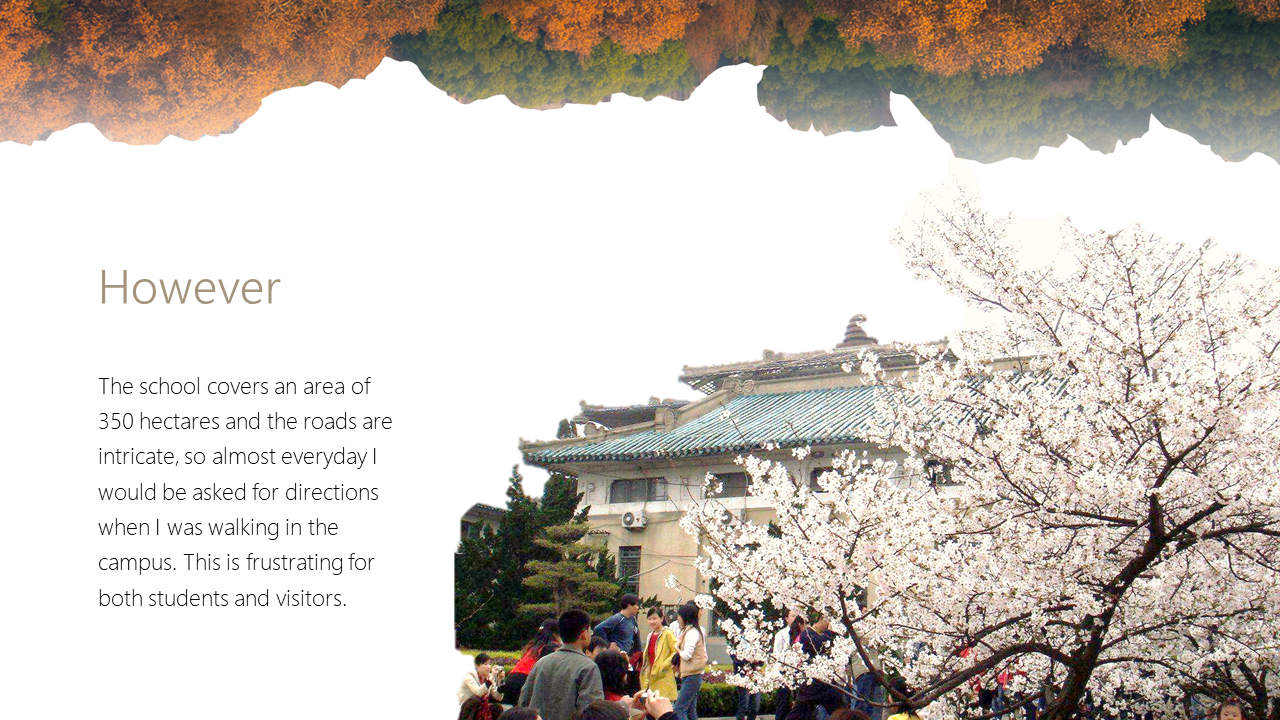 However
The school covers an area of
350 hectares and the roads are
intricate, so almost everyday I
would be asked for directions
when I was walking in the
campus. This is frustrating for
both students and visitors.